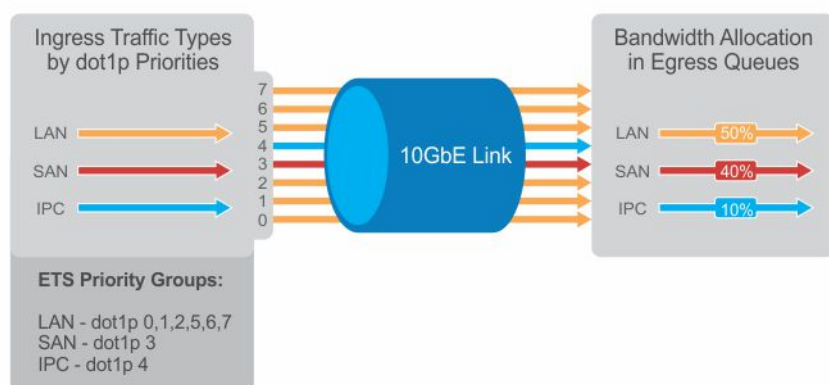 Ingress Traffic Types
by dot1p Priorities
LAN
SAN
IPC
7
6
5
4
3
2
1
0
10GbE Link
Bandwidth Allocation
in Egress Queues
LAN 50%
SAN 40%
IPC 10%
ETS Priority Groups:
LAN - dot1p 0,1,2,5,6,7
SAN - dot1p 3
IPC - dot1p 4